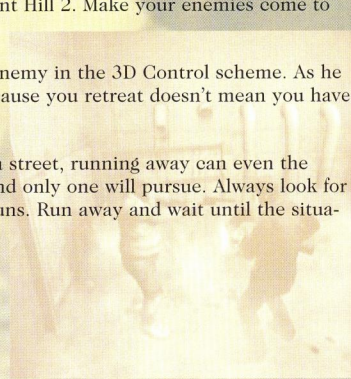 nt Hill 2. Make your enemies come to
nemy in the 3D Control scheme. As he
ause you retreat doesn't mean you have
street, running away can even the
nd only one will pursue. Always look for
uns. Run away and wait until the situa-